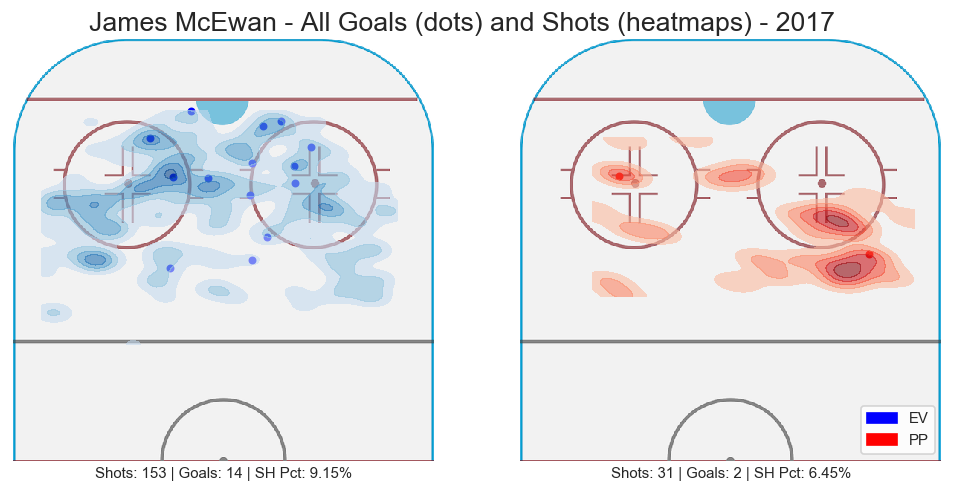 James McEwan - All Goals (dots) and Shots (heatmaps) - 2017
EV
PP
Shots: 153 | Goals: 14 | SH Pct: 9.15%
Shots: 31 | Goals: 2 | SH Pct: 6.45%